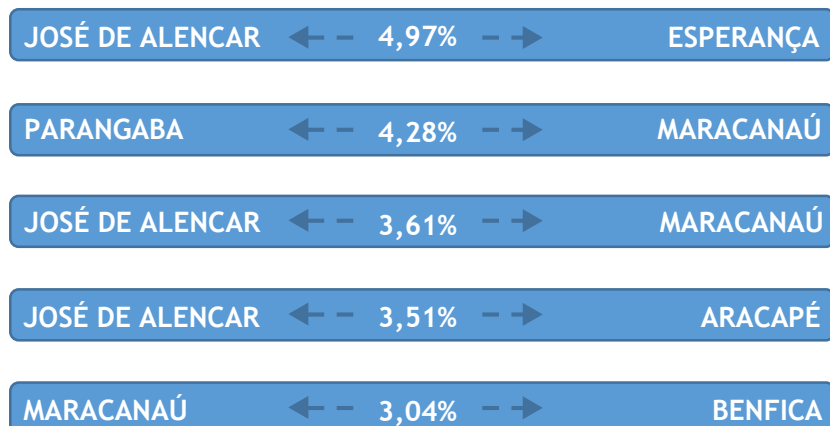 JOSÉ DE ALENCAR 4,97% ESPERANÇA
PARANGABA 4,28% MARACANAÚ
JOSÉ DE ALENCAR 3,61% MARACANAÚ
JOSÉ DE ALENCAR 3,51% ARACAPÉ
MARACANAÚ 3,04% BENFICA